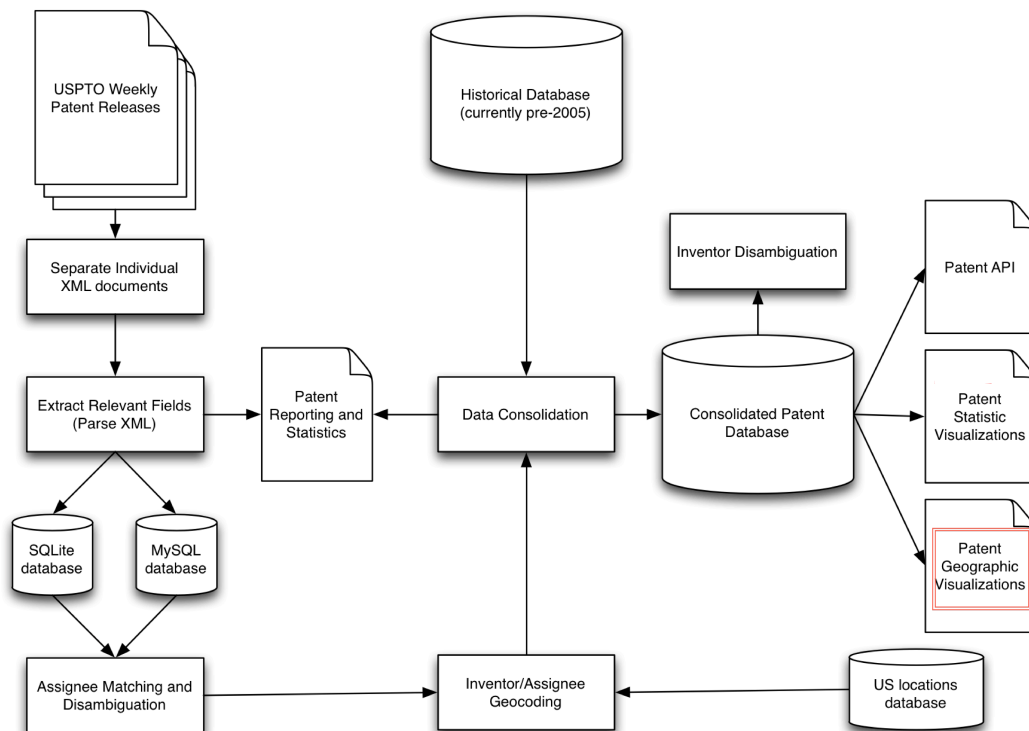 USPTO Weekly
Patent Releases
Historical Database
(currently pre-2005)
Separate Individual
XML documents
Inventor Disambiguation
Patent API
Extract Relevant Fields
(Parse XML)
Patent
Reporting and
Statistics
Data Consolidation
Consolidated Patent
Database
Patent
Statistic
Visualizations
SQLite
database
MySQL
database
Patent
Geographic
Visualizations
Assignee Matching and
Disambiguation
Inventor/Assignee
Geocoding
US locations
database